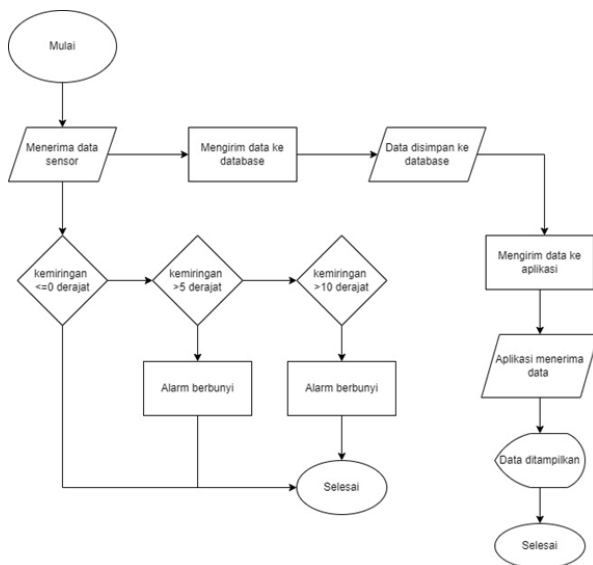 Mulai
Menerima data
sensor
Mengirim data ke
database
Data disimpan ke
database
kemiringan
<=0 derajat
kemiringan
>5 derajat
kemiringan
>10 derajat
Mengirim data ke
aplikasi
Alarm berbunyi
Alarm berbunyi
Aplikasi menerima
data
Data ditampilkan
Selesai
Selesai